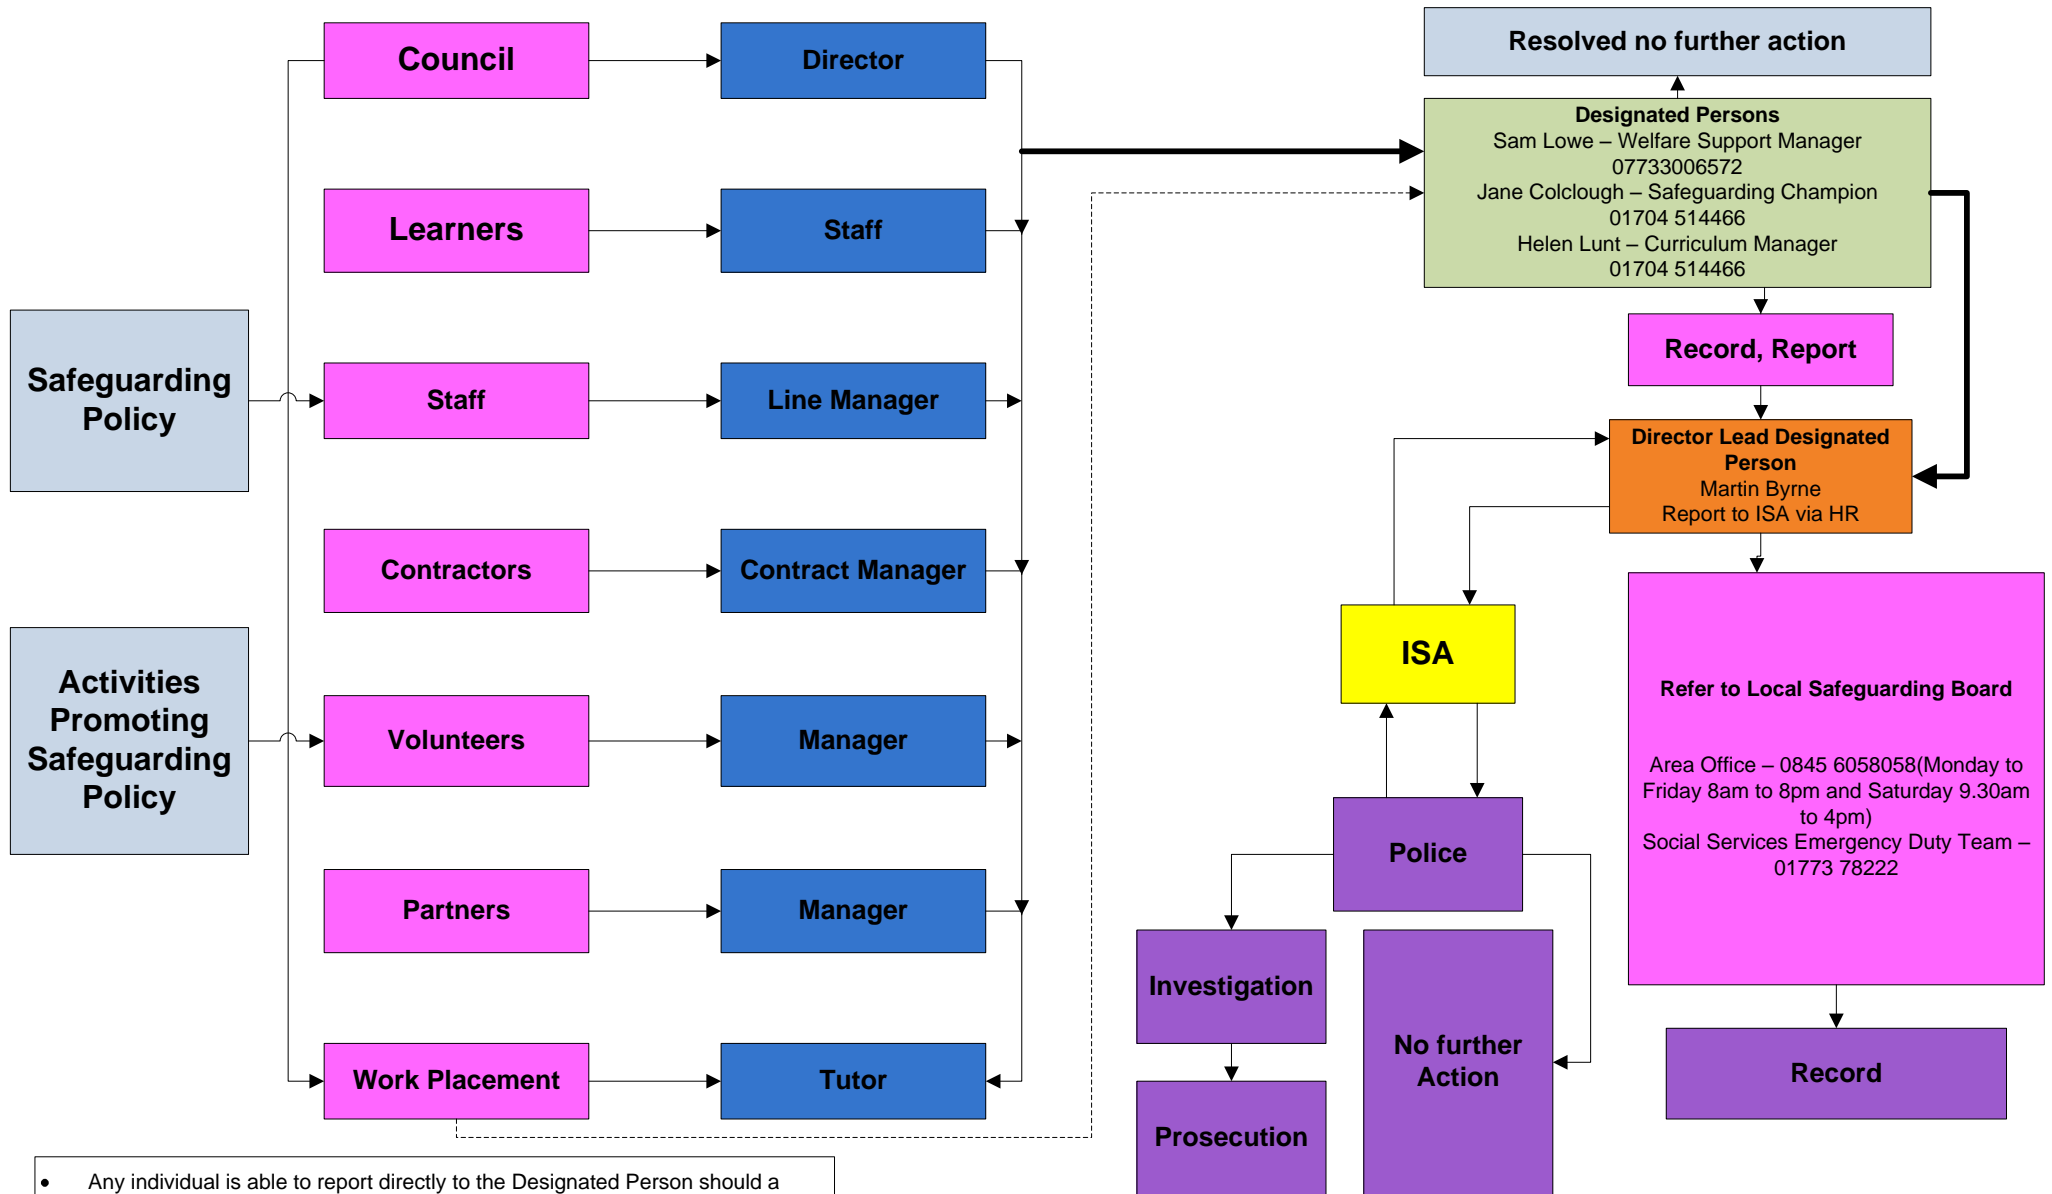 Safeguarding
Policy
Activities
Promoting
Safeguarding
Policy
Council
Director
Learners
Staff
Staff
Line Manager
Contractors
Contract Manager
Volunteers
Manager
Partners
Manager
Work Placement
Tutor
Resolved no further action
Designated Persons
Sam Lowe – Welfare Support Manager
07733006572
Jane Colclough – Safeguarding Champion
01704 514466
Helen Lunt – Curriculum Manager
01704 514466
Record, Report
Director Lead Designated
Person
Martin Byrne
Report to ISA via HR
ISA
Police
Investigation
Prosecution
No further
Action
Refer to Local Safeguarding Board
Area Office – 0845 6058058(Monday to
Friday 8am to 8pm and Saturday 9.30am
to 4pm)
Social Services Emergency Duty Team –
01773 78222
Record
• Any individual is able to report directly to the Designated Person should a